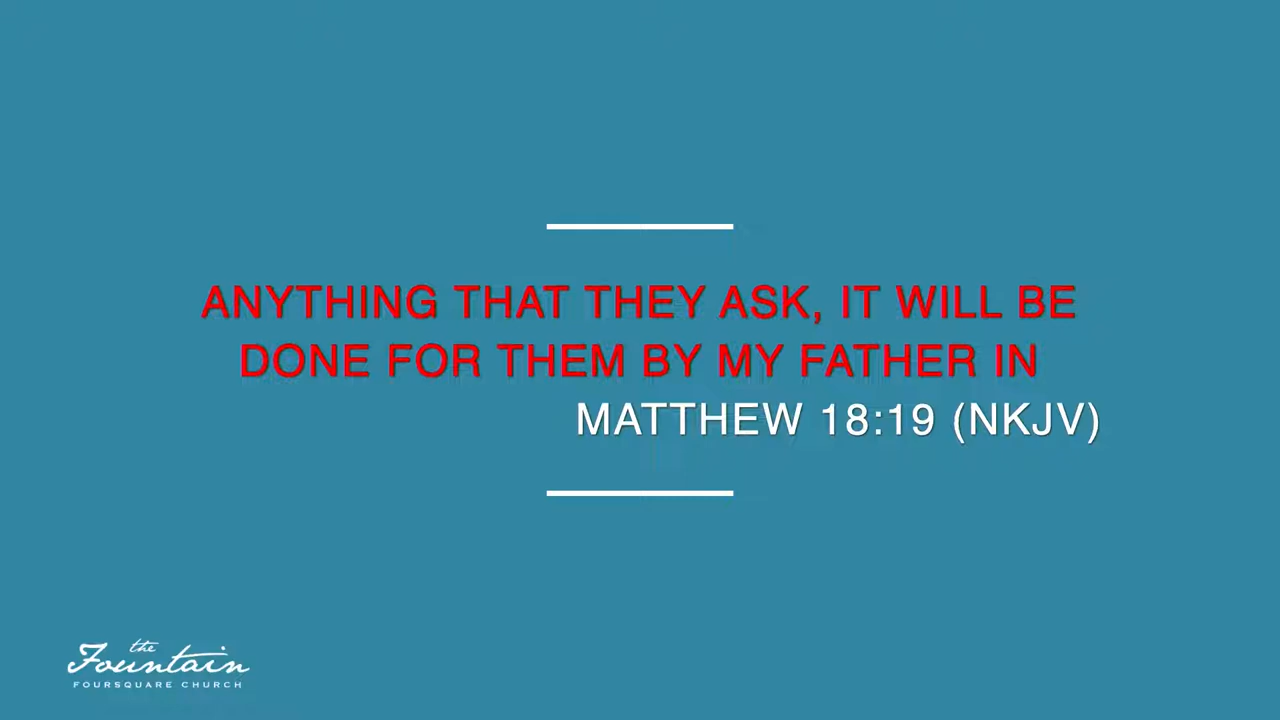 ANYTHING THAT THEY ASK, IT WILL BE
DONE FOR THEM BY MY FATHER IN
MATTHEW 18:19 (NKJV)
the
Fountain
FOURSQUARE CHURCH